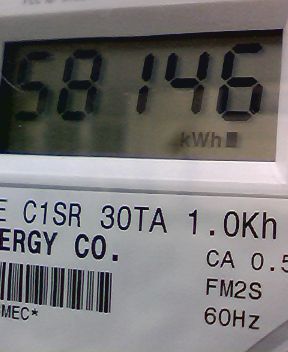 58146
kWh
E C1SR 30TA 1.0Kh
ERGY CO.
CA 0.5
FM2S
MEC*
60Hz